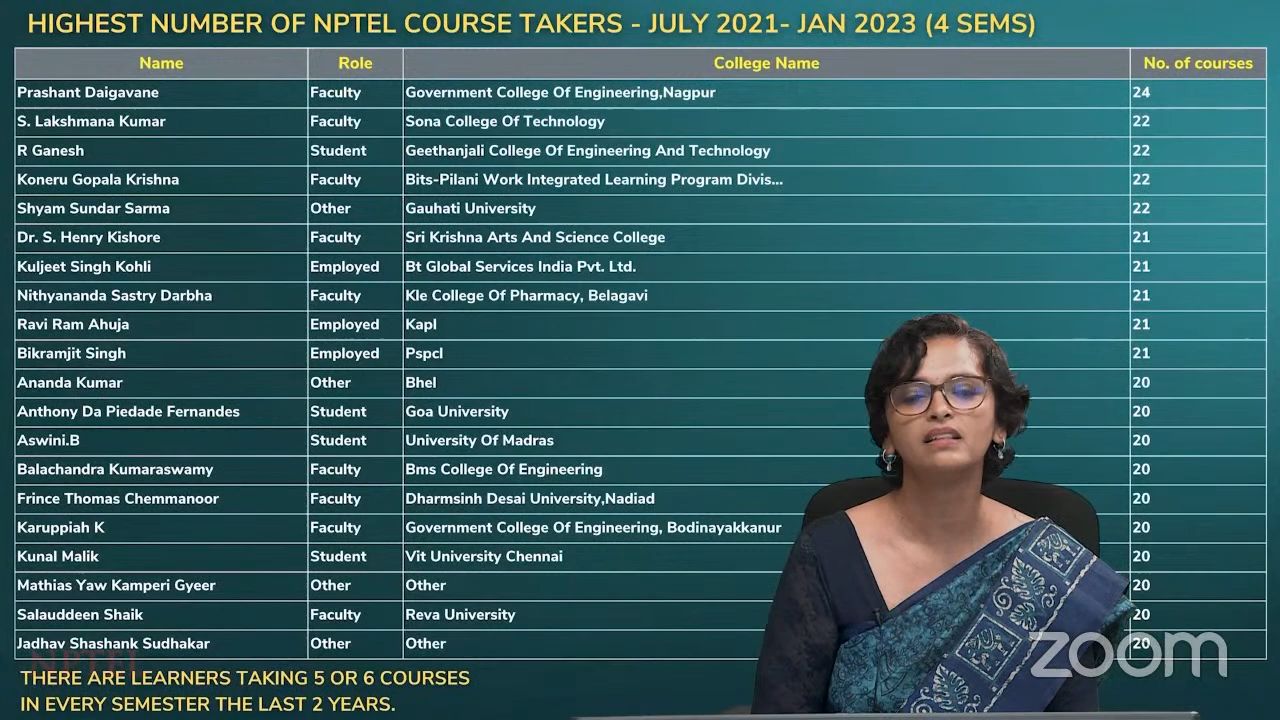 HIGHEST NUMBER OF NPTEL COURSE TAKERS - JULY 2021- JAN 2023 (4 SEMS)
Name Role College Name No. of courses
Prashant Daigavane Faculty Government College Of Engineering,Nagpur 24
S. Lakshmana Kumar Faculty Sona College Of Technology 22
R Ganesh Student Geethanjali College Of Engineering And Technology 22
Koneru Gopala Krishna Faculty Bits-Pilani Work Integrated Learning Program Divis... 22
Shyam Sundar Sarma Other Gauhati University 22
Dr. S. Henry Kishore Faculty Sri Krishna Arts And Science College 21
Kuljeet Singh Kohli Employed Bt Global Services India Pvt. Ltd. 21
Nithyananda Sastry Darbha Faculty Kle College Of Pharmacy, Belagavi 21
Ravi Ram Ahuja Employed Kapl 21
Bikramjit Singh Employed Pspcl 21
Ananda Kumar Other Bhel 20
Anthony Da Piedade Fernandes Student Goa University 20
Aswini.B Student University Of Madras 20
Balachandra Kumaraswamy Faculty Bms College Of Engineering 20
Frince Thomas Chemmanoor Faculty Dharmsinh Desai University,Nadiad 20
Karuppiah K Faculty Government College Of Engineering, Bodinayakkanur 20
Kunal Malik Student Vit University Chennai 20
Mathias Yaw Kamperi Gyeer Other Other 20
Salauddeen Shaik Faculty Reva University 20
Jadhav Shashank Sudhakar Other Other 20
zoom
NPTEL
THERE ARE LEARNERS TAKING 5 OR 6 COURSES
IN EVERY SEMESTER THE LAST 2 YEARS.